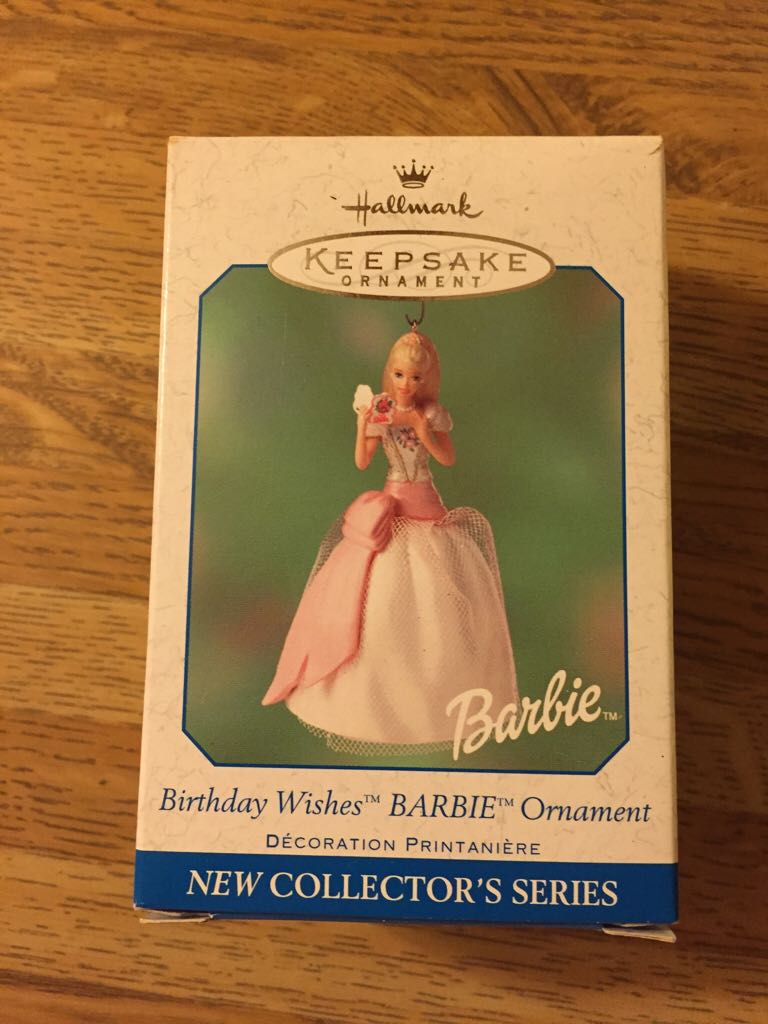 Hallmark
KEEPSAKE
ORNAMENT
Barbie™
Birthday Wishes™ BARBIE™ Ornament
DÉCORATION PRINTANIÈRE
NEW COLLECTOR'S SERIES